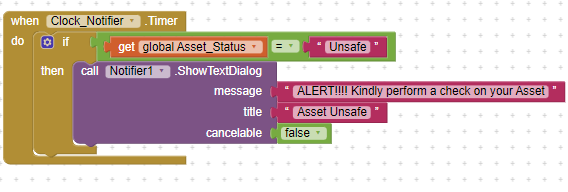 when Clock_Notifier .Timer
do if get global Asset_Status = " Unsafe "
then call Notifier1 .ShowTextDialog
message " ALERT!!!! Kindly perform a check on your Asset "
title " Asset Unsafe "
cancelable false